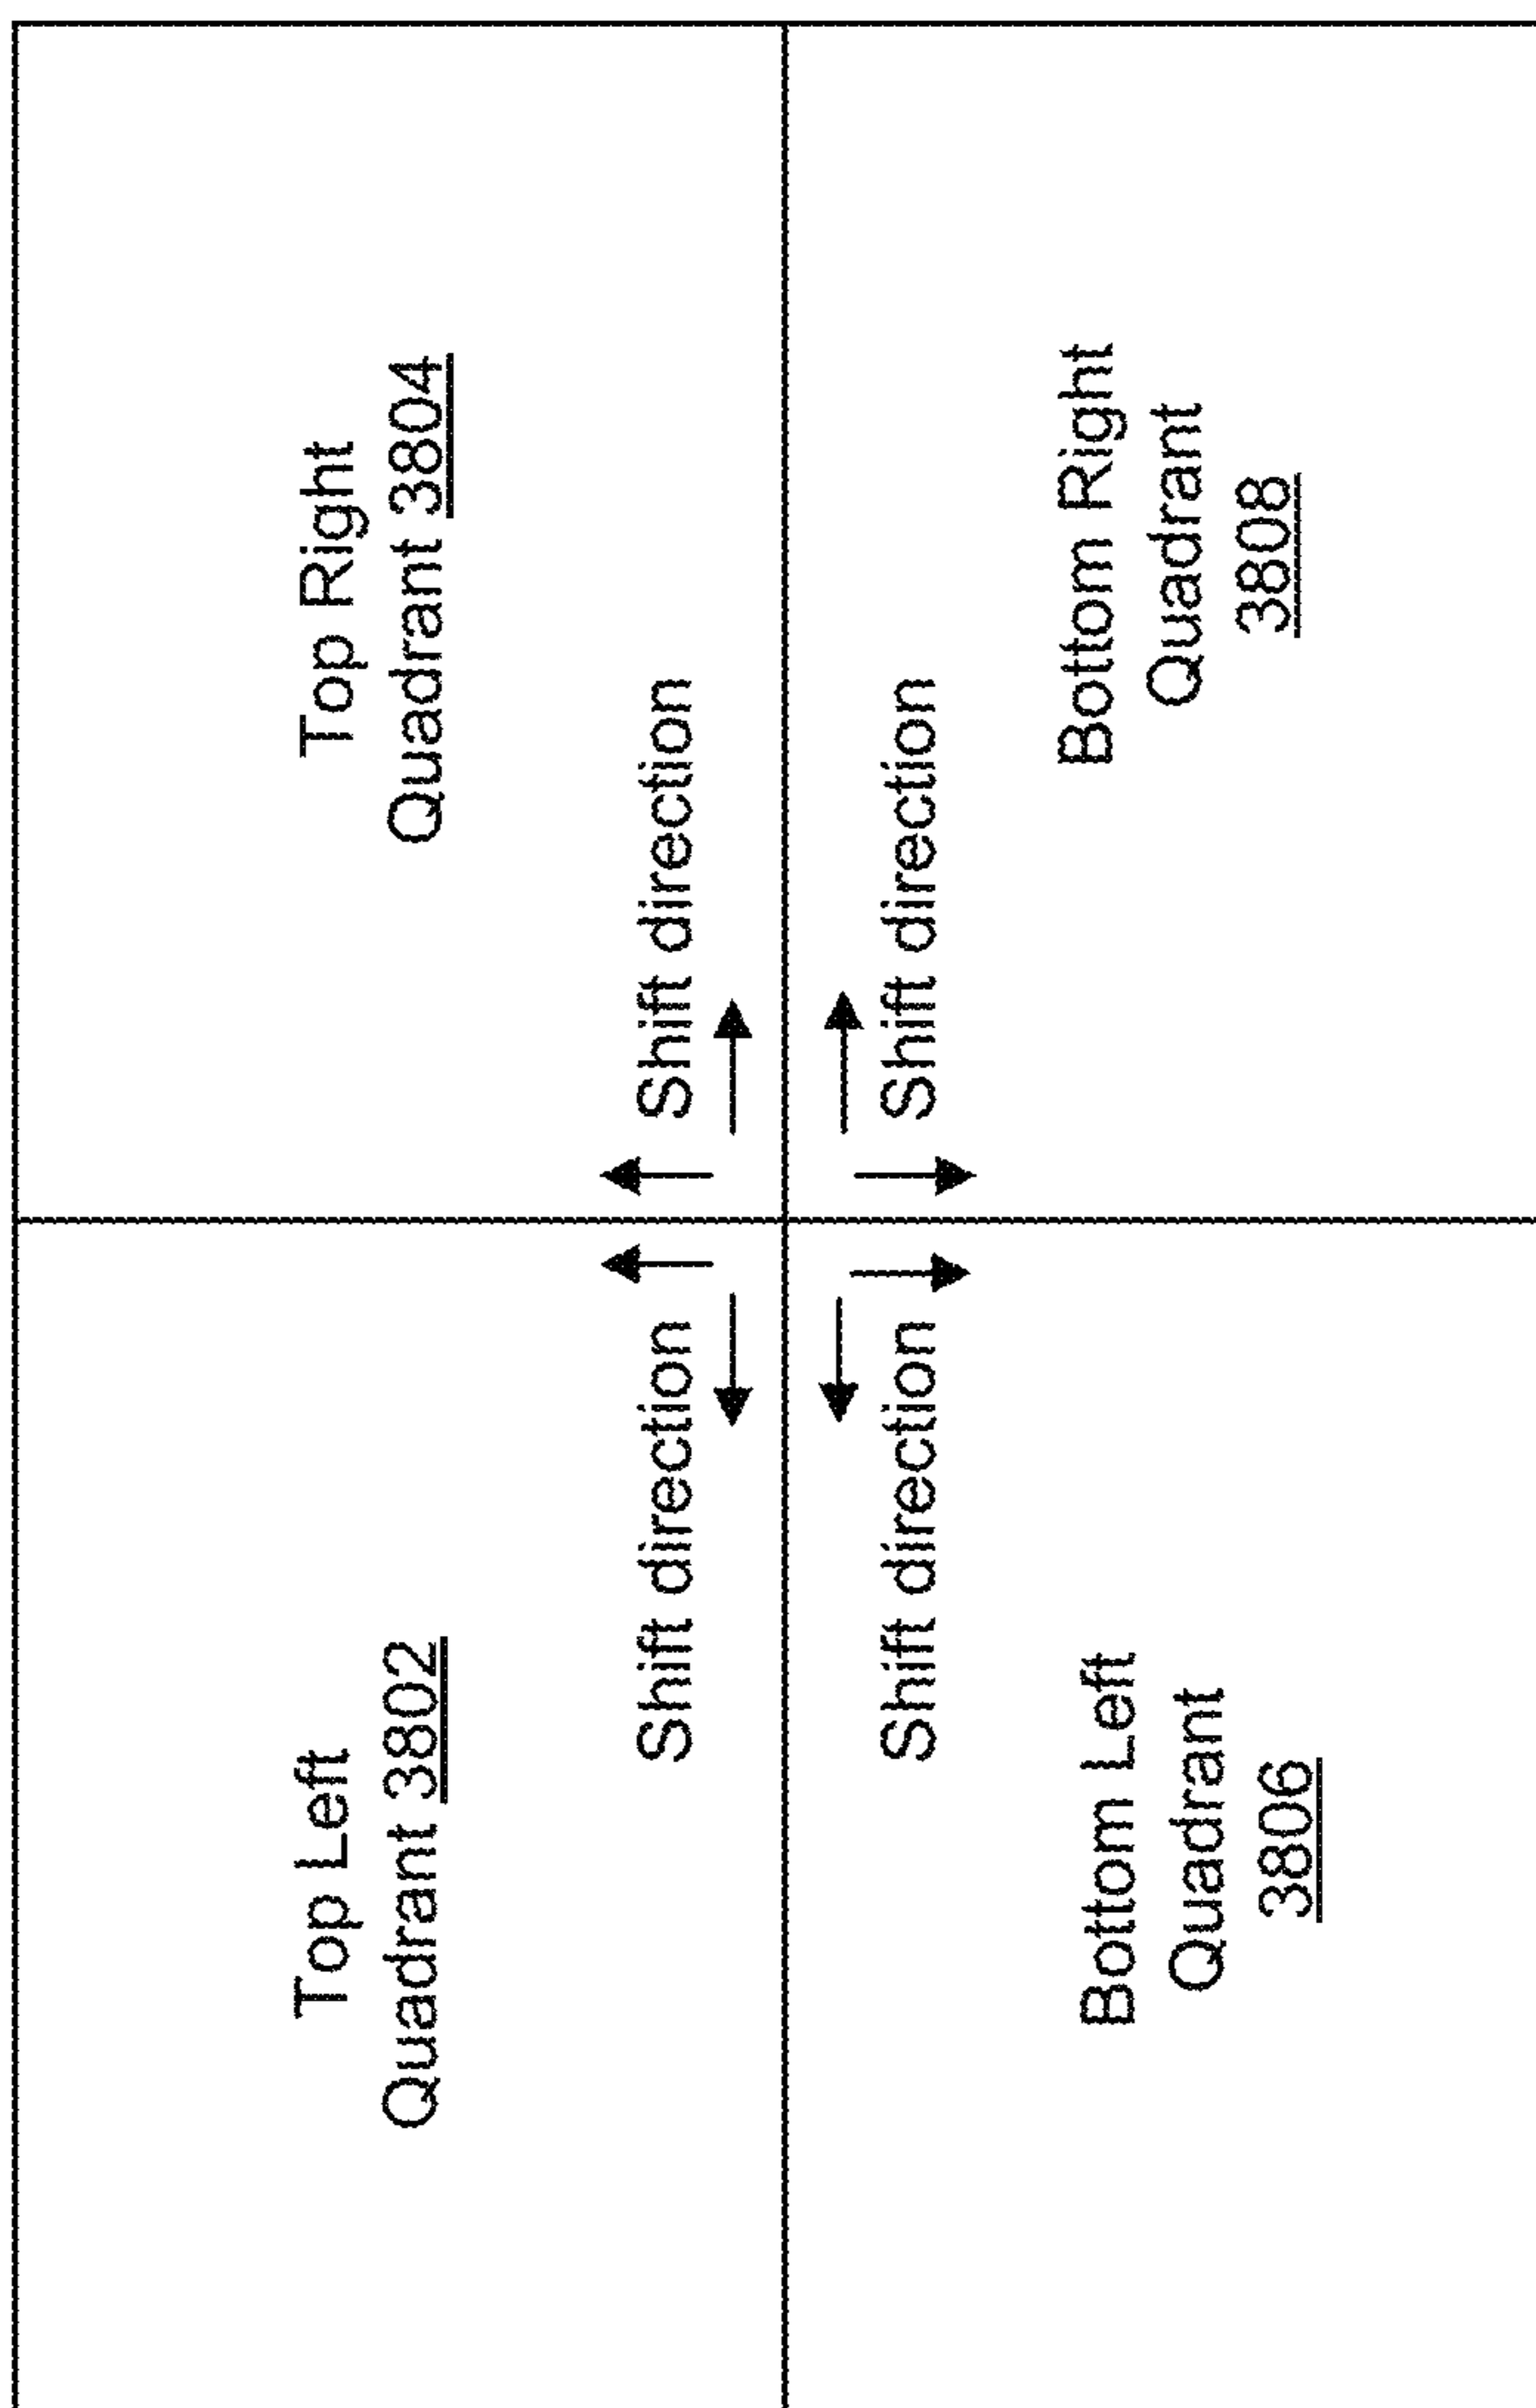 Top Left
Quadrant 3802
Shift direction
Top Right
Quadrant 3804
Shift direction
Shift direction
Bottom Left
Quadrant
3806
Shift direction
Bottom Right
Quadrant
3808